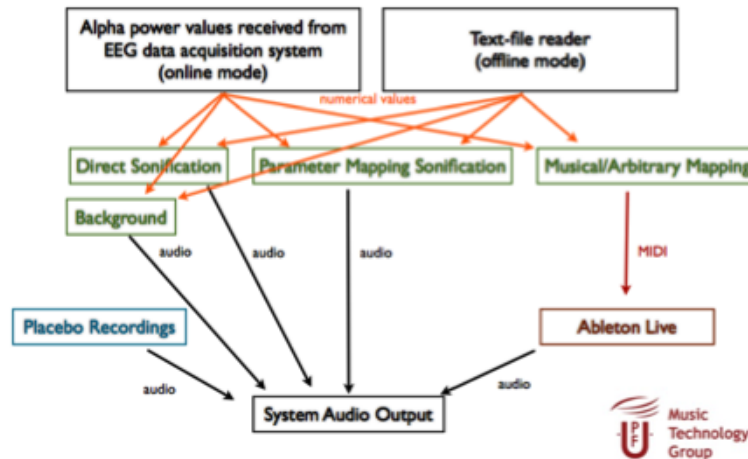 Alpha power values received from
EEG data acquisition system
(online mode)
Text-file reader
(offline mode)
numerical values
Direct Sonification
Parameter Mapping Sonification
Musical/Arbitrary Mapping
Background
audio
audio
audio
MIDI
Placebo Recordings
Ableton Live
audio
audio
System Audio Output
UPF
Music
Technology
Group